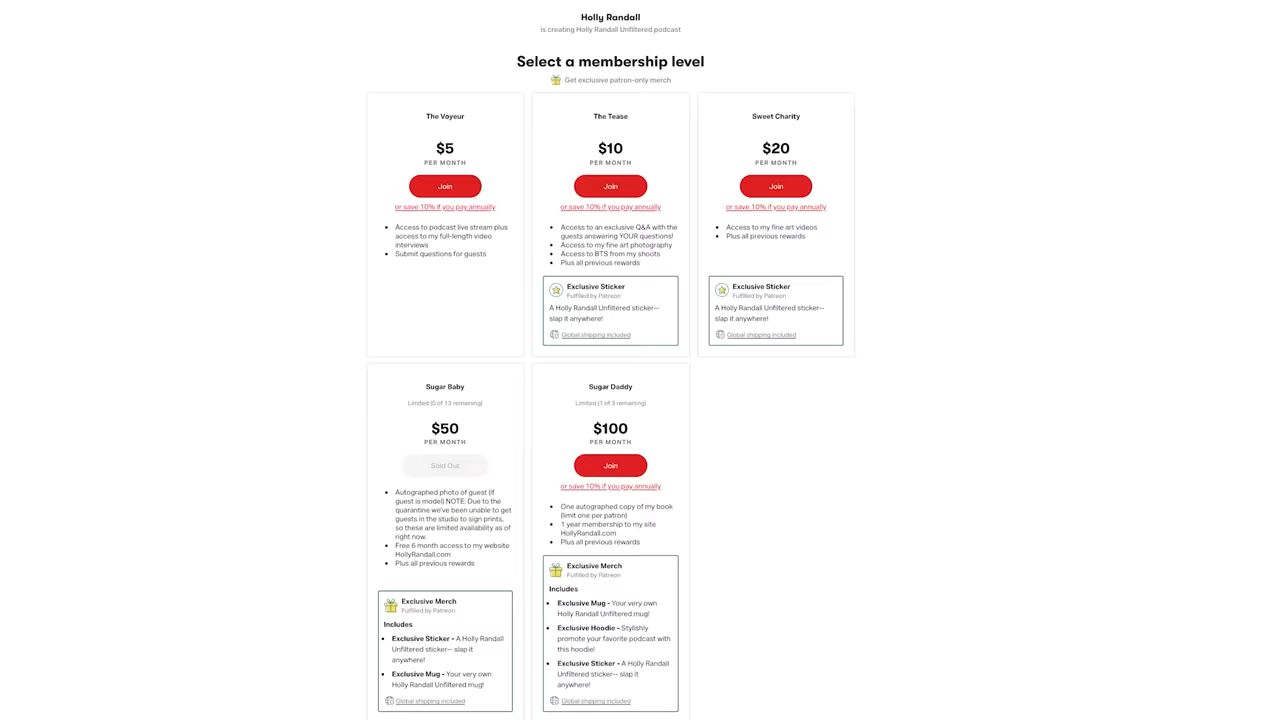 Holly Randall
is creating Holly Randall Unfiltered podcast
Select a membership level
Get exclusive patron-only merch
The Voyeur
$5
PER MONTH
Join
or save 10% if you pay annually
Access to podcast live stream plus
access to my full-length video
interviews
Submit questions for guests
The Tease
$10
PER MONTH
Join
or save 10% if you pay annually
Access to an exclusive Q&A with the
guests answering YOUR questions!
Access to my fine art photography
Access to BTS from my shoots
Plus all previous rewards
Exclusive Sticker
Fulfilled by Patreon
A Holly Randall Unfiltered sticker--
slap it anywhere!
Global shipping included
Sweet Charity
$20
PER MONTH
Join
or save 10% if you pay annually
Access to my fine art videos
Plus all previous rewards
Exclusive Sticker
Fulfilled by Patreon
A Holly Randall Unfiltered sticker--
slap it anywhere!
Global shipping included
Sugar Baby
Limited (0 of 13 remaining)
$50
PER MONTH
Sold Out
Autographed photo of guest (if
guest is model) NOTE: Due to the
quarantine we've been unable to get
guests in the studio to sign prints,
so these are limited availability as of
right now.
Free 6 month access to my website
HollyRandall.com
Plus all previous rewards
Exclusive Merch
Fulfilled by Patreon
Includes
Exclusive Sticker - A Holly Randall
Unfiltered sticker-- slap it
anywhere!
Exclusive Mug - Your very own
Holly Randall Unfiltered mug!
Global shipping included
Sugar Daddy
Limited (1 of 3 remaining)
$100
PER MONTH
Join
or save 10% if you pay annually
One autographed copy of my book
(limit one per patron)
1 year membership to my site
HollyRandall.com
Plus all previous rewards
Exclusive Merch
Fulfilled by Patreon
Includes
Exclusive Mug - Your very own
Holly Randall Unfiltered mug!
Exclusive Hoodie - Stylishly
promote your favorite podcast with
this hoodie!
Exclusive Sticker - A Holly Randall
Unfiltered sticker-- slap it
anywhere!
Global shipping included